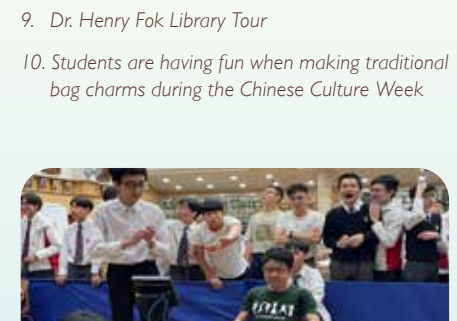 9. Dr. Henry Fok Library Tour
10. Students are having fun when making traditional
bag charms during the Chinese Culture Week